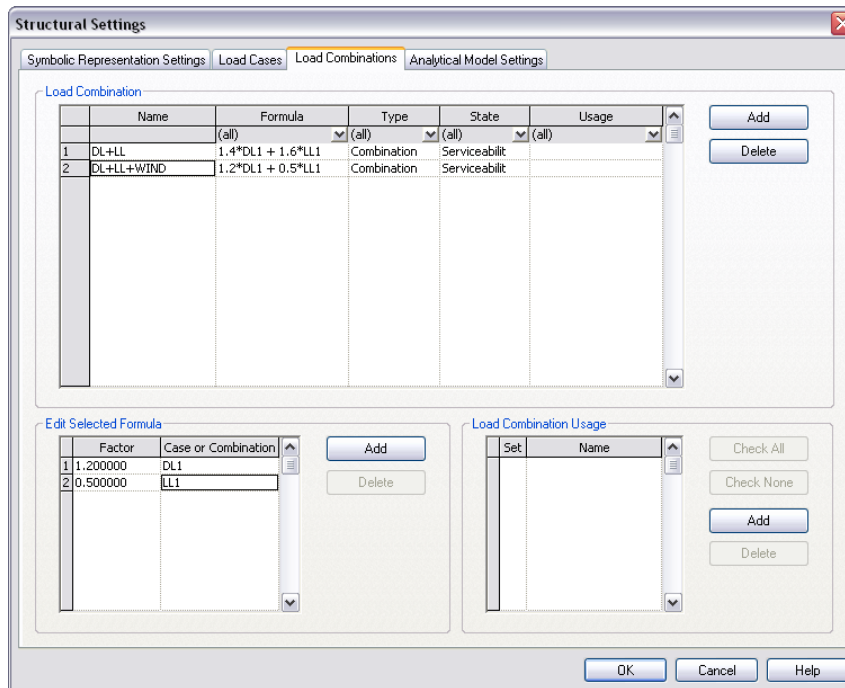 Structural Settings
Symbolic Representation Settings Load Cases Load Combinations Analytical Model Settings
Load Combination
Name Formula Type State Usage
(all) (all) (all) (all)
1 DL+LL 1.4*DL1 + 1.6*LL1 Combination Serviceabilit
2 DL+LL+WIND 1.2*DL1 + 0.5*LL1 Combination Serviceabilit
Add
Delete
Edit Selected Formula
Factor Case or Combination
1 1.200000 DL1
2 0.500000 LL1
Add
Delete
Load Combination Usage
Set Name
Check All
Check None
Add
Delete
OK Cancel Help